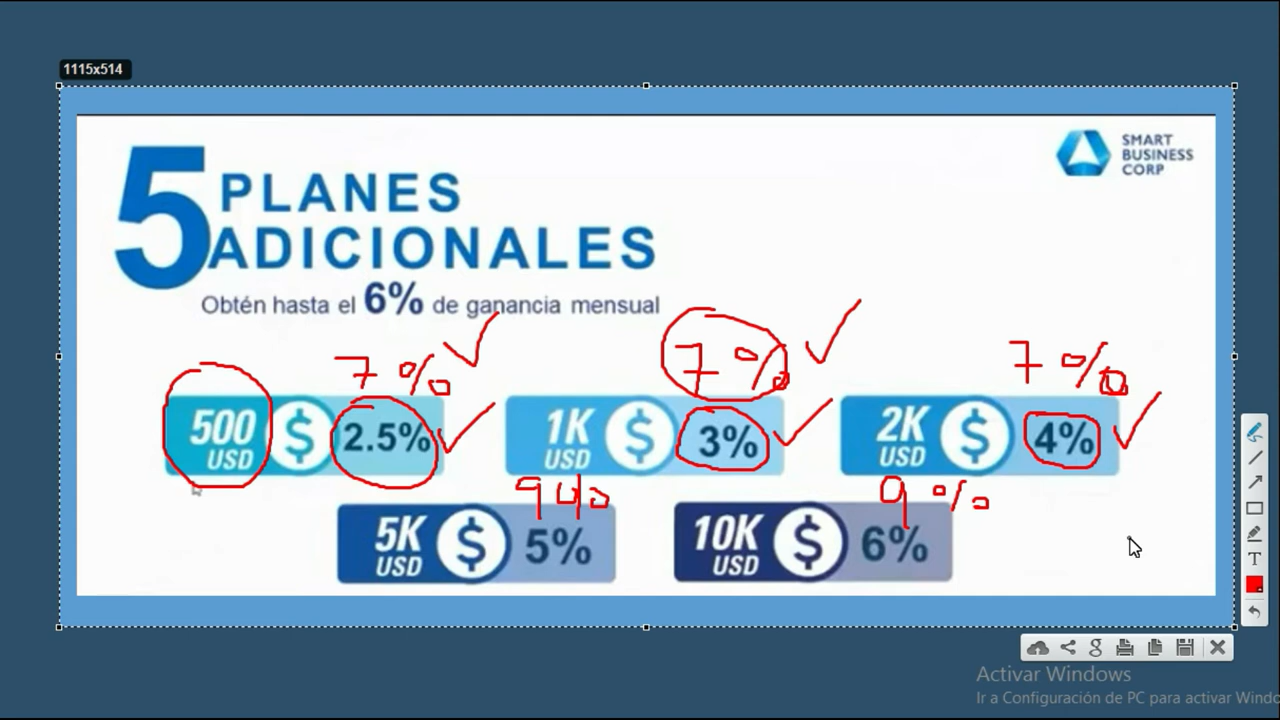 1115x514
SMART
BUSINESS
CORP
5 PLANES
ADICIONALES
Obtén hasta el 6% de ganancia mensual
7% 7% 7%
500 USD $ 2.5%
1K USD $ 3%
2K USD $ 4%
9% 9%
5K USD $ 5%
10K USD $ 6%
T
g
Activar Windows
Ir a Configuración de PC para activar Windo